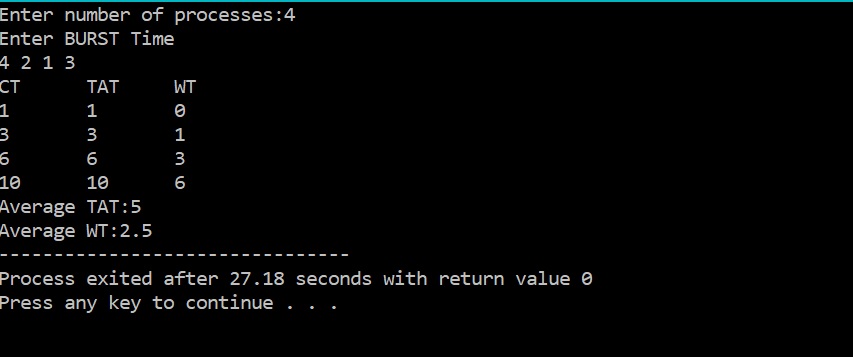 Enter number of processes:4
Enter BURST Time
4 2 1 3
CT TAT WT
1 1 0
3 3 1
6 6 3
10 10 6
Average TAT:5
Average WT:2.5
--------------------------------
Process exited after 27.18 seconds with return value 0
Press any key to continue . . .